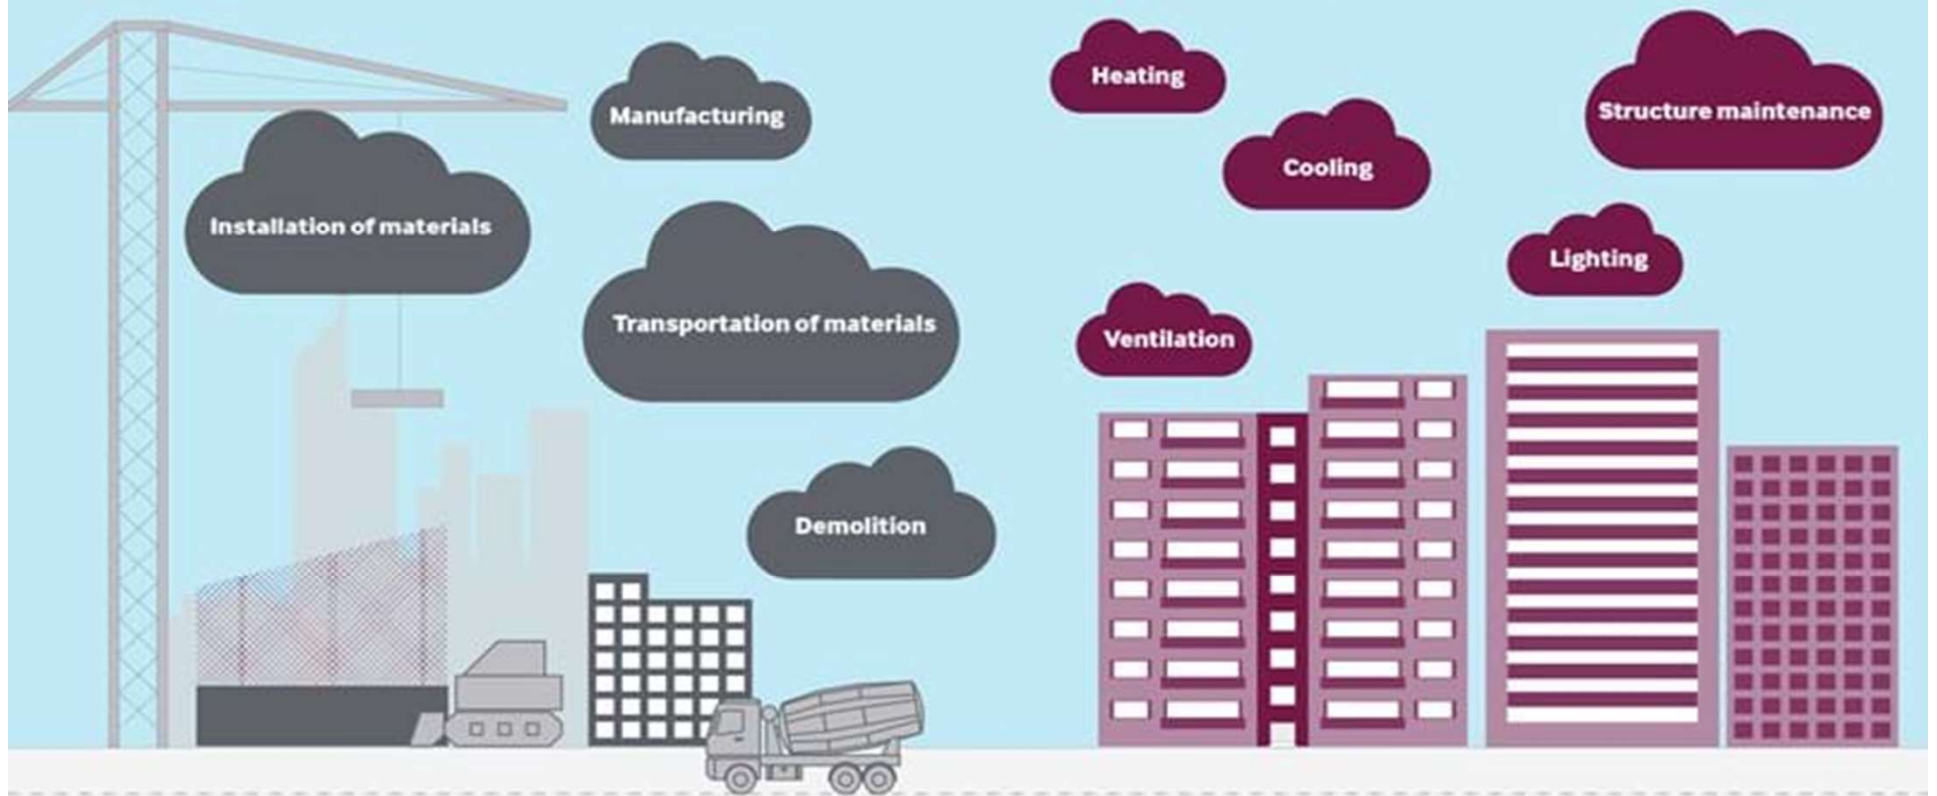 Manufacturing
Installation of materials
Transportation of materials
Demolition
Heating
Cooling
Structure maintenance
Lighting
Ventilation